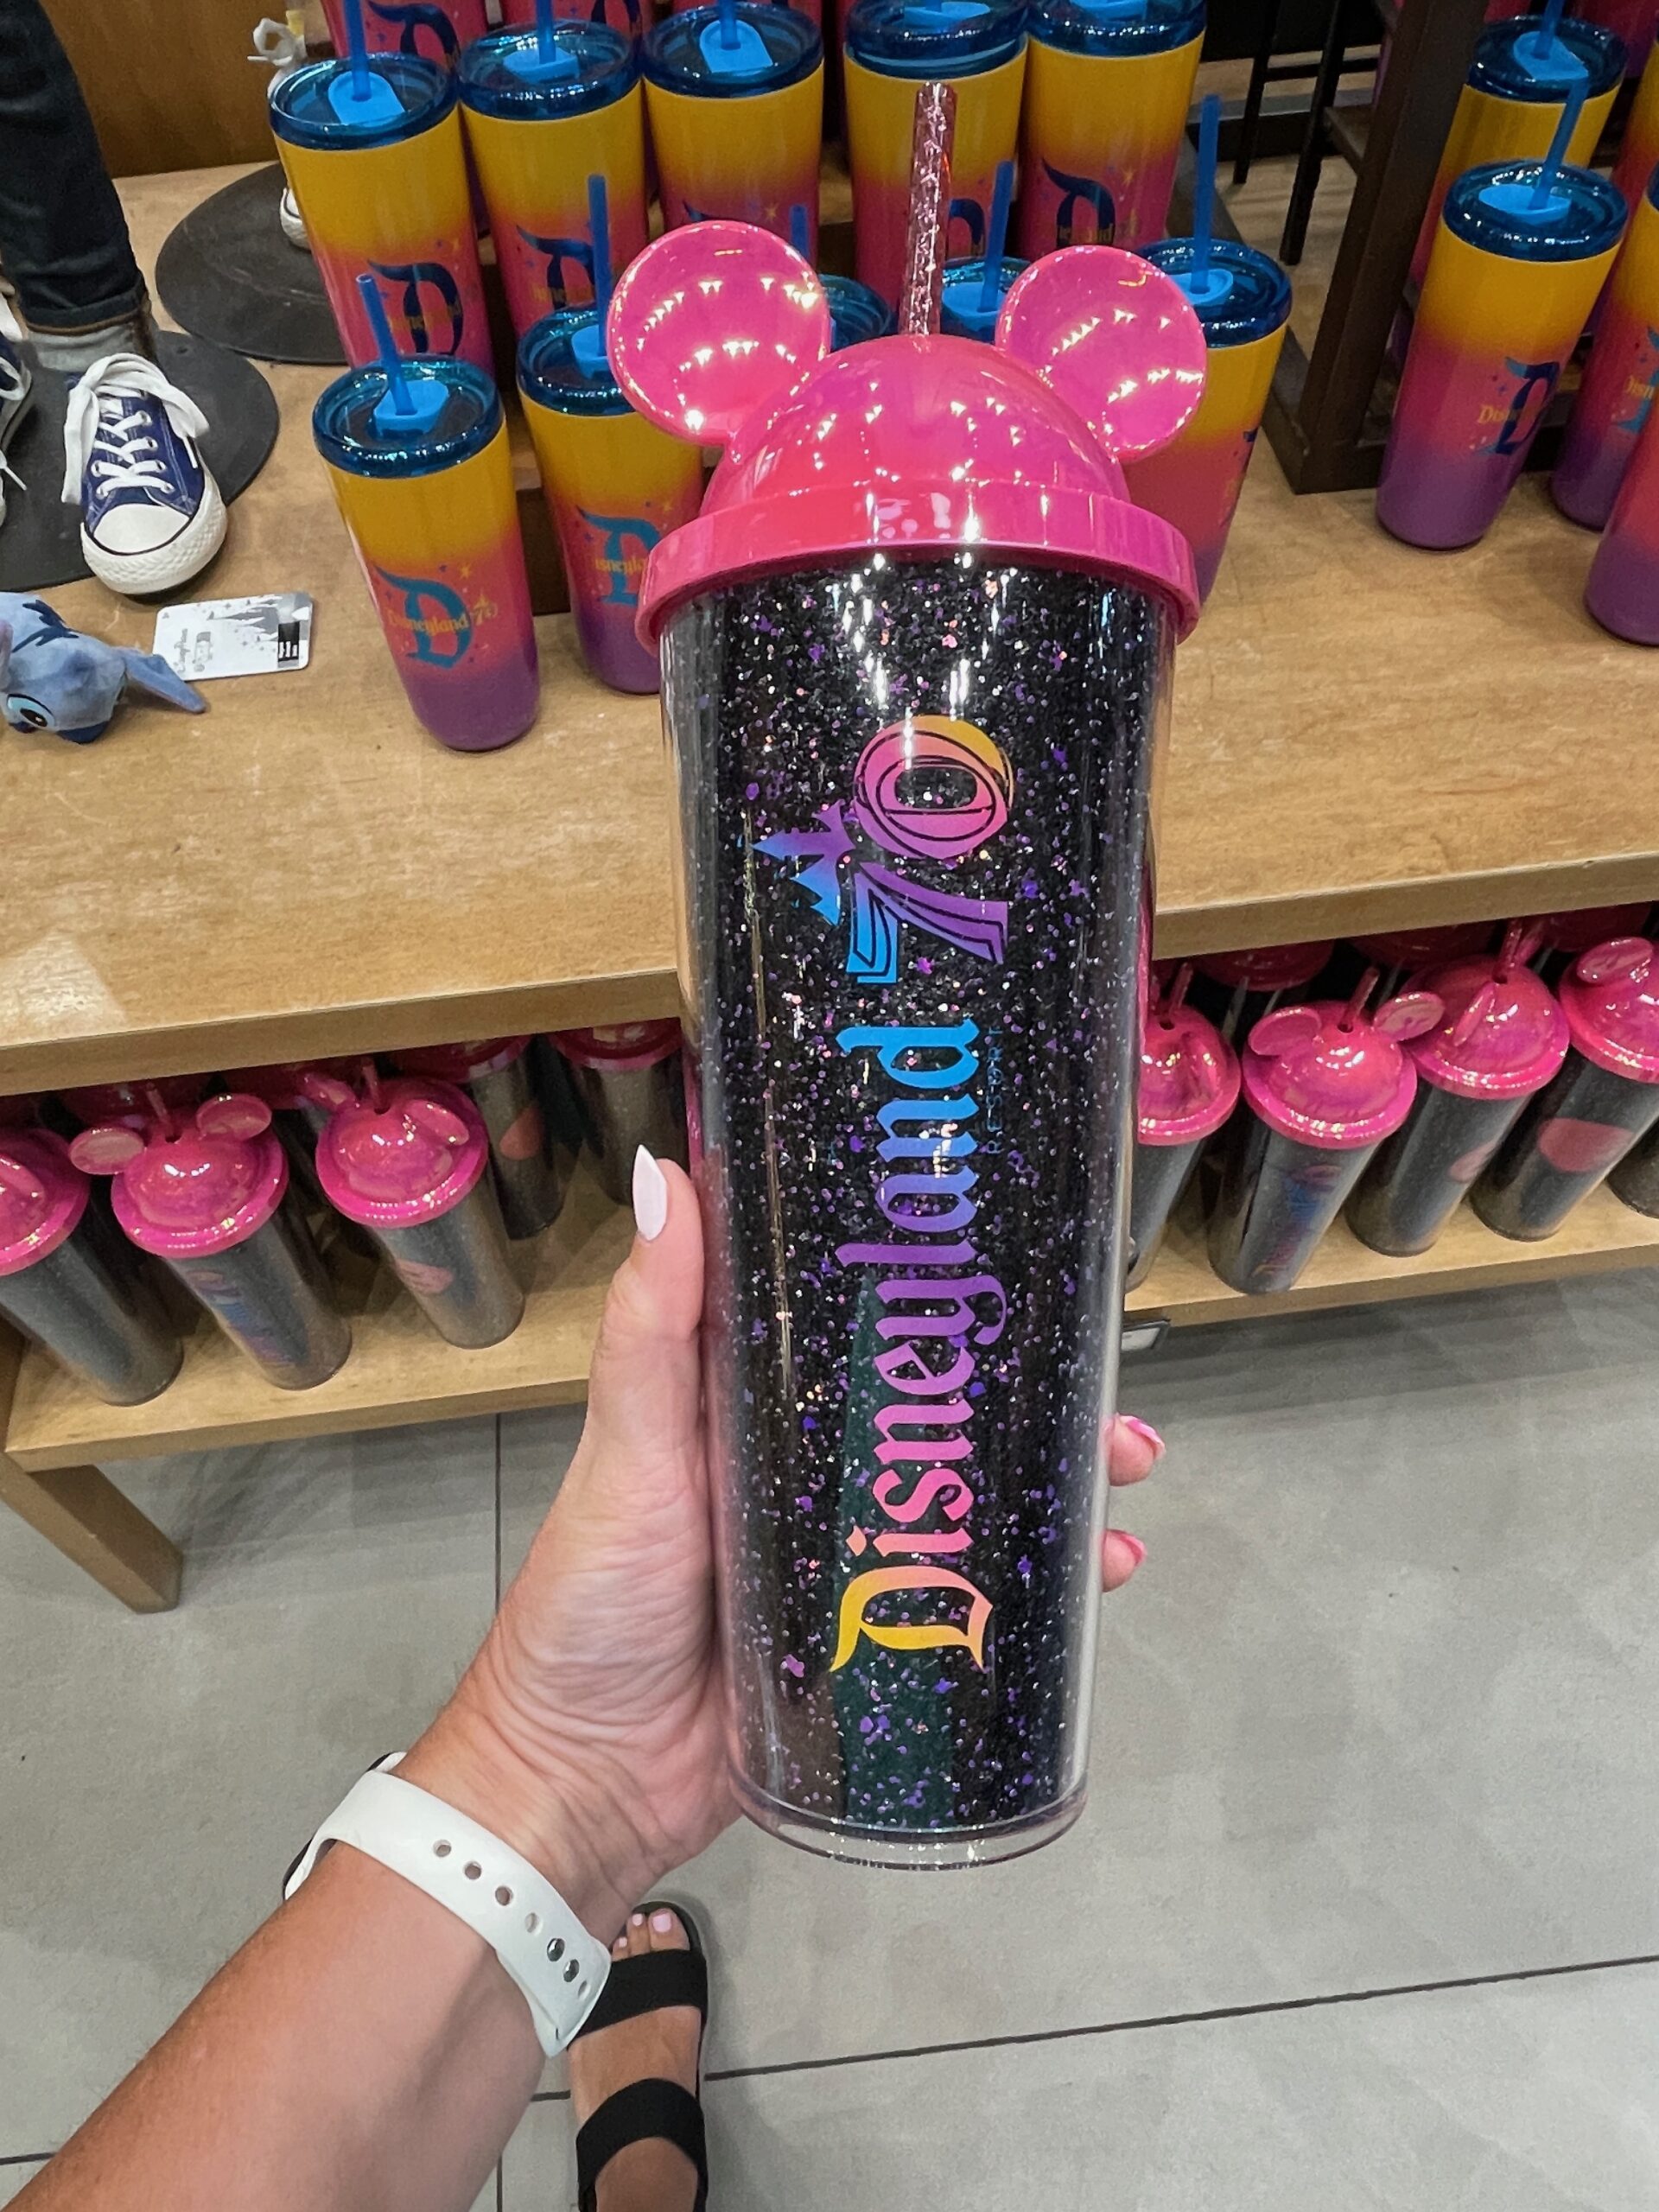 Disneyland 70
RESORT
D
Disneyland 70